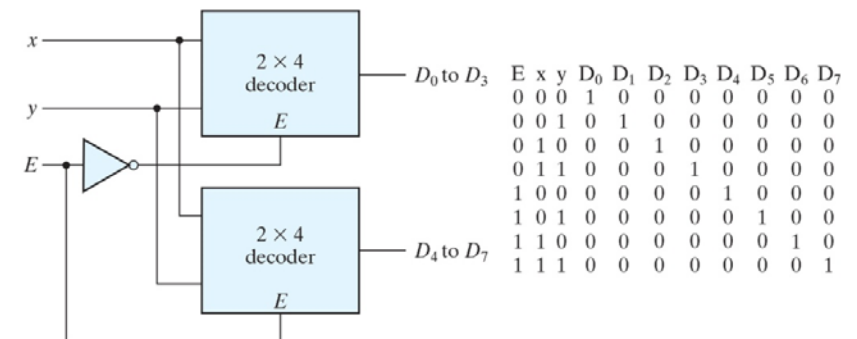 x
y
E
2 × 4
decoder
E
D₀ to D₃
2 × 4
decoder
E
D₄ to D₇
E x y D₀ D₁ D₂ D₃ D₄ D₅ D₆ D₇
0 0 0 1 0 0 0 0 0 0 0
0 0 1 0 1 0 0 0 0 0 0
0 1 0 0 0 1 0 0 0 0 0
0 1 1 0 0 0 1 0 0 0 0
1 0 0 0 0 0 0 1 0 0 0
1 0 1 0 0 0 0 0 1 0 0
1 1 0 0 0 0 0 0 0 1 0
1 1 1 0 0 0 0 0 0 0 1